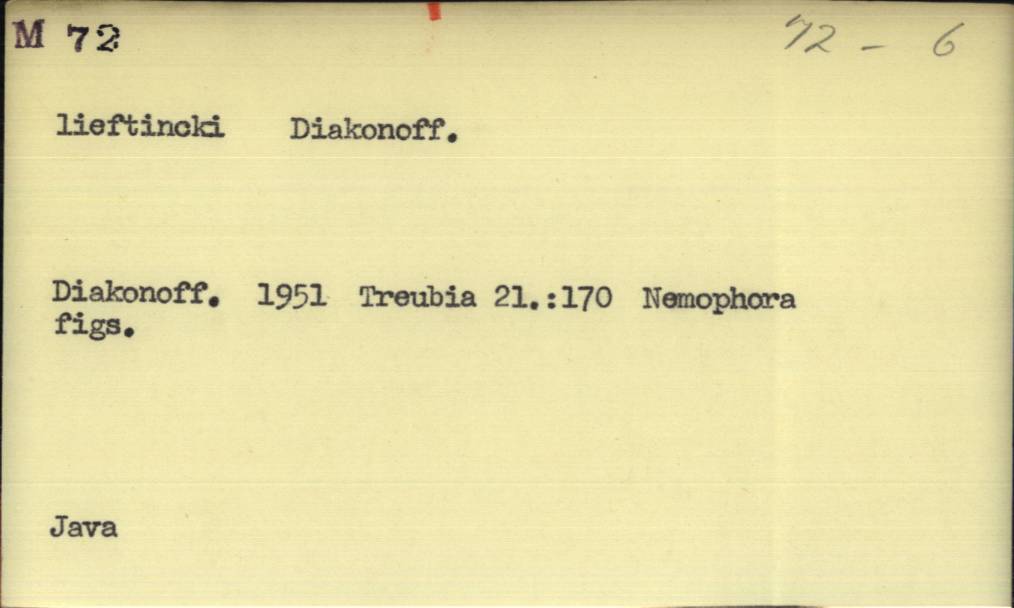 M 72 72 - 6
lieftincki Diakonoff.
Diakonoff. 1951 Treubia 21.:170 Nemophora
figs.
Java